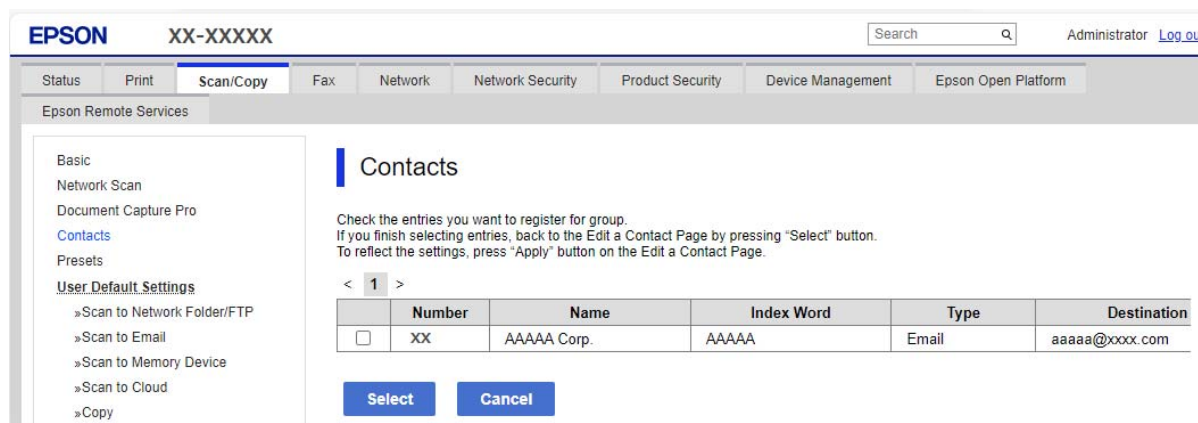 EPSON XX-XXXXX Search Administrator Log ou
Status Print Scan/Copy Fax Network Network Security Product Security Device Management Epson Open Platform
Epson Remote Services
Basic
Network Scan
Document Capture Pro
Contacts
Presets
User Default Settings
»Scan to Network Folder/FTP
»Scan to Email
»Scan to Memory Device
»Scan to Cloud
»Copy
Contacts
Check the entries you want to register for group.
If you finish selecting entries, back to the Edit a Contact Page by pressing “Select” button.
To reflect the settings, press “Apply” button on the Edit a Contact Page.
< 1 >
Number Name Index Word Type Destination
XX AAAAA Corp. AAAAA Email aaaaa@xxxx.com
Select Cancel